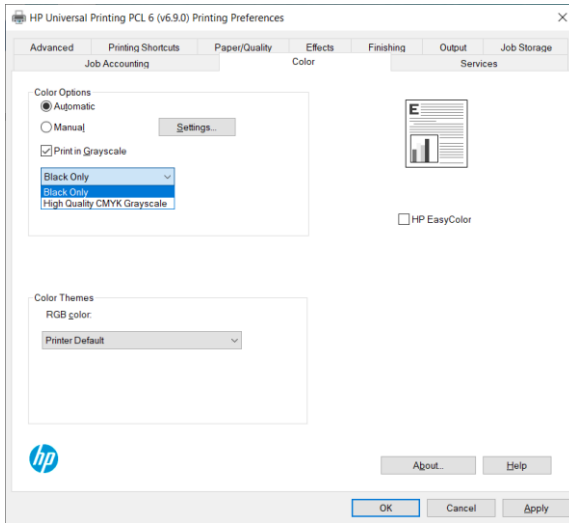 HP Universal Printing PCL 6 (v6.9.0) Printing Preferences
Advanced Printing Shortcuts Paper/Quality Effects Finishing Output Job Storage
Job Accounting Color Services
Color Options
Automatic
Manual Settings...
Print in Grayscale
Black Only
Black Only
High Quality CMYK Grayscale
E
HP EasyColor
Color Themes
RGB color:
Printer Default
hp
About... Help
OK Cancel Apply